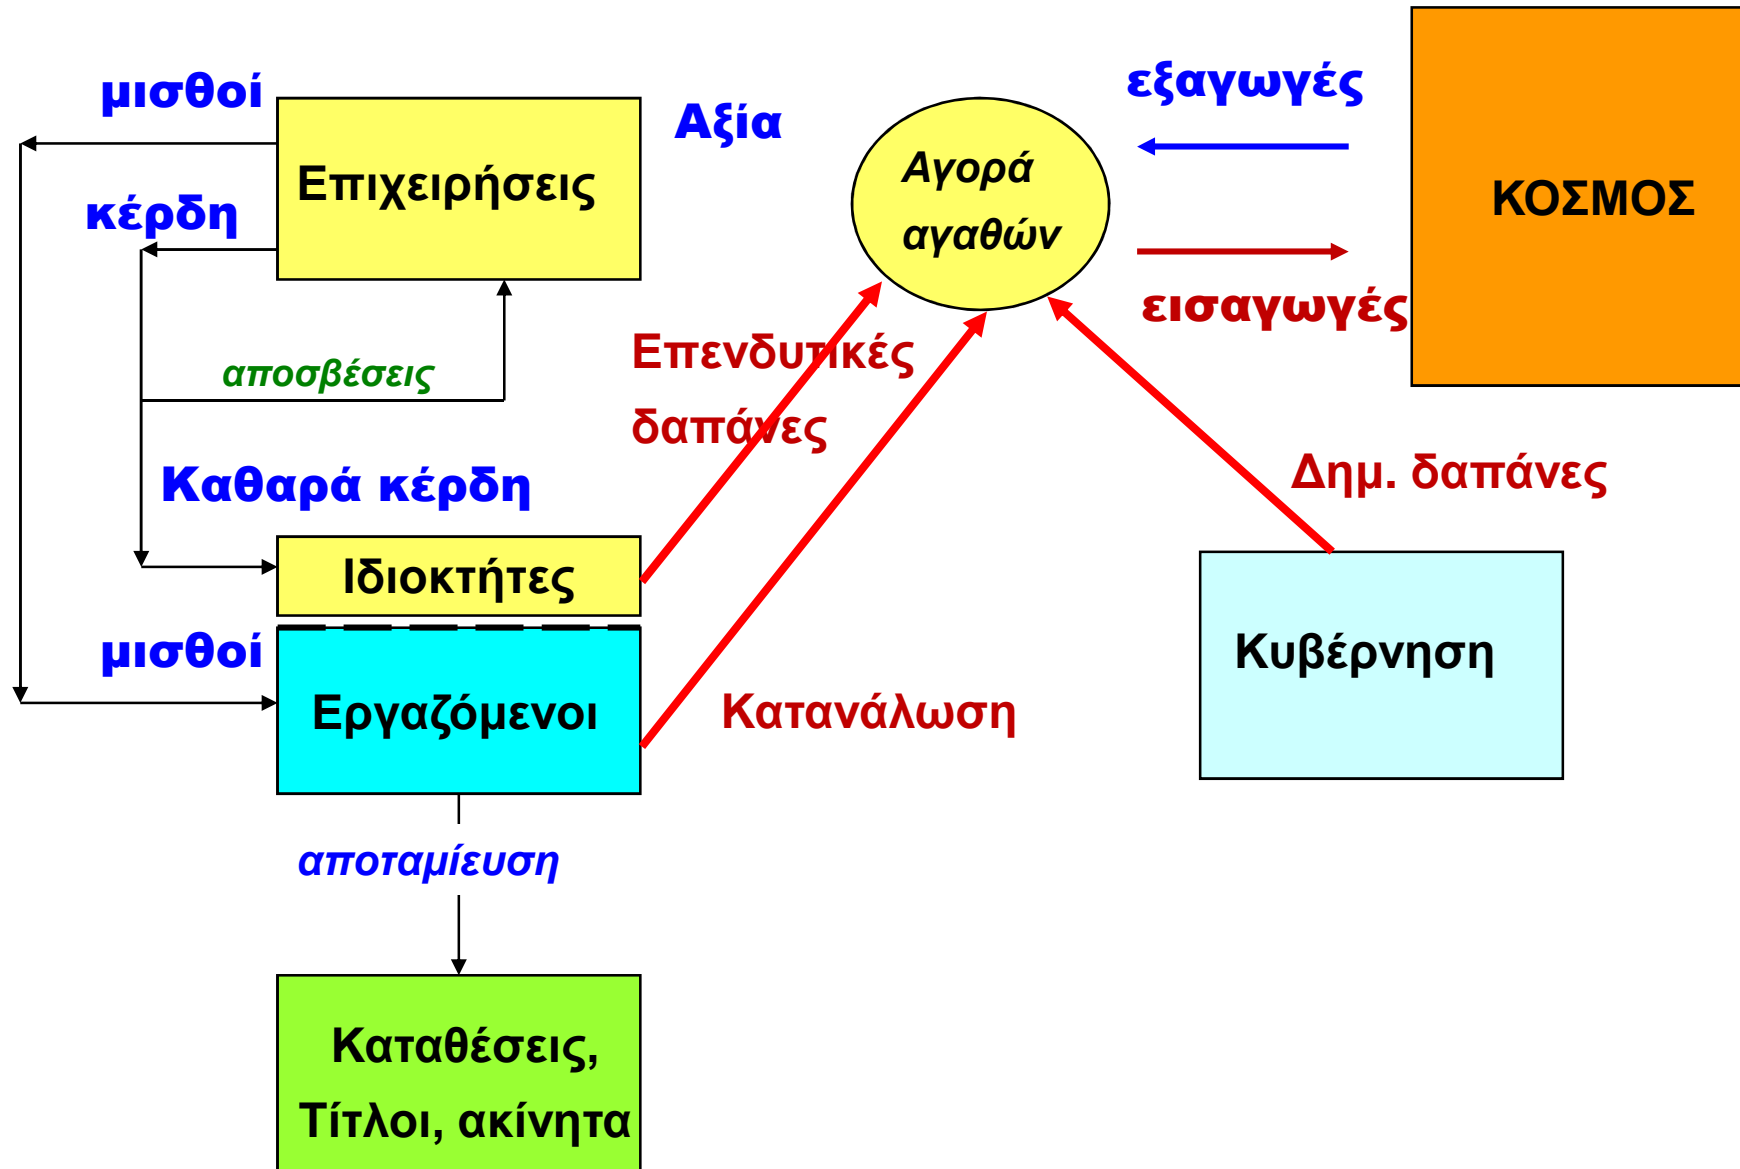 μισθοί
Επιχειρήσεις
Αξία
Αγορά
αγαθών
εξαγωγές
ΚΟΣΜΟΣ
κέρδη
εισαγωγές
αποσβέσεις
Επενδυτικές
δαπάνες
Καθαρά κέρδη
Δημ. δαπάνες
Ιδιοκτήτες
μισθοί
Εργαζόμενοι
Κατανάλωση
Κυβέρνηση
αποταμίευση
Καταθέσεις,
Τίτλοι, ακίνητα